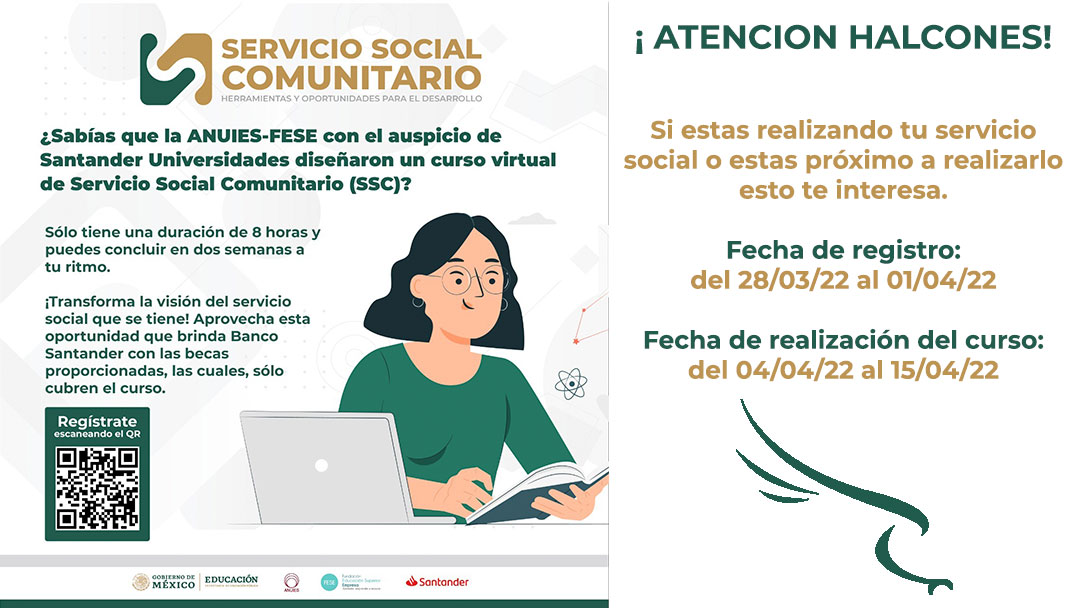 SERVICIO SOCIAL
COMUNITARIO
HERRAMIENTAS Y OPORTUNIDADES PARA EL DESARROLLO
¿Sabías que la ANUIES-FESE con el auspicio de
Santander Universidades diseñaron un curso virtual
de Servicio Social Comunitario (SSC)?
Sólo tiene una duración de 8 horas y
puedes concluir en dos semanas a
tu ritmo.
¡Transforma la visión del servicio
social que se tiene! Aprovecha esta
oportunidad que brinda Banco
Santander con las becas
proporcionadas, las cuales, sólo
cubren el curso.
Regístrate
escaneando el QR
GOBIERNO DE
MÉXICO
EDUCACIÓN
ANUIES
FESE
Fundación
Educación Superior
Empresa
Santander
¡ ATENCION HALCONES!
Si estas realizando tu servicio
social o estas próximo a realizarlo
esto te interesa.
Fecha de registro:
del 28/03/22 al 01/04/22
Fecha de realización del curso:
del 04/04/22 al 15/04/22